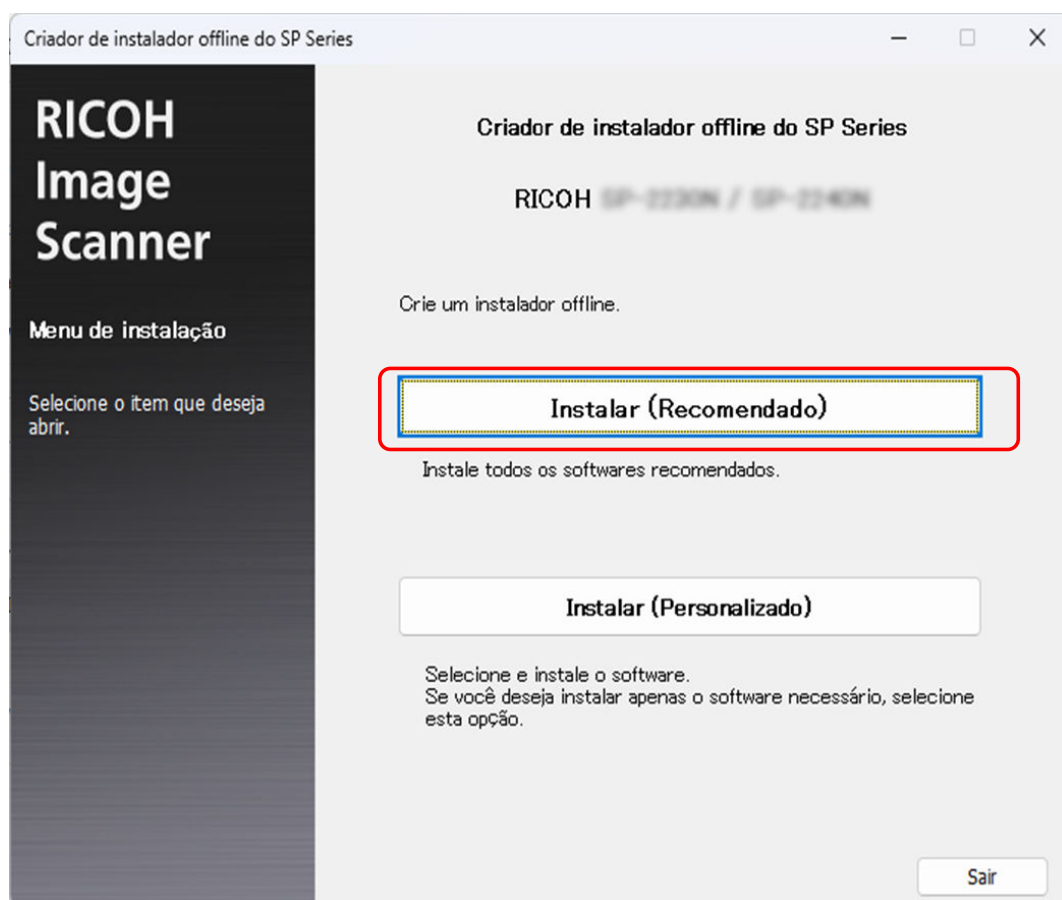 Criador de instalador offline do SP Series
RICOH
Image
Scanner
Menu de instalação
Selecione o item que deseja
abrir.
Criador de instalador offline do SP Series
RICOH
Crie um instalador offline.
Instalar (Recomendado)
Instale todos os softwares recomendados.
Instalar (Personalizado)
Selecione e instale o software.
Se você deseja instalar apenas o software necessário, selecione
esta opção.
Sair